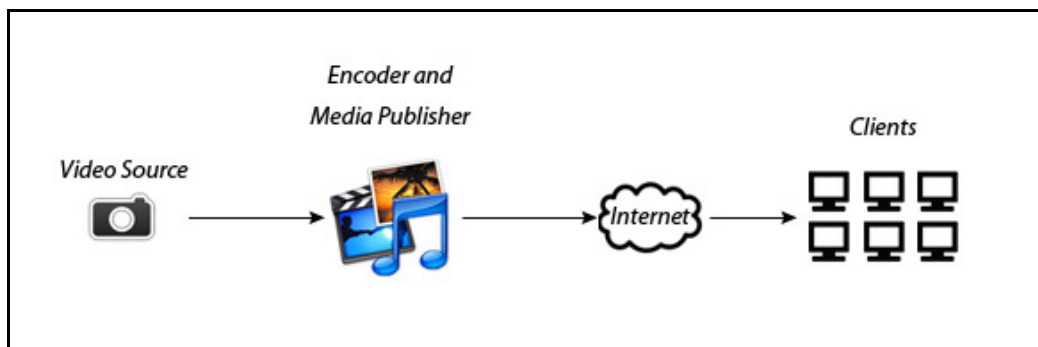 Video Source
Encoder and
Media Publisher
Internet
Clients